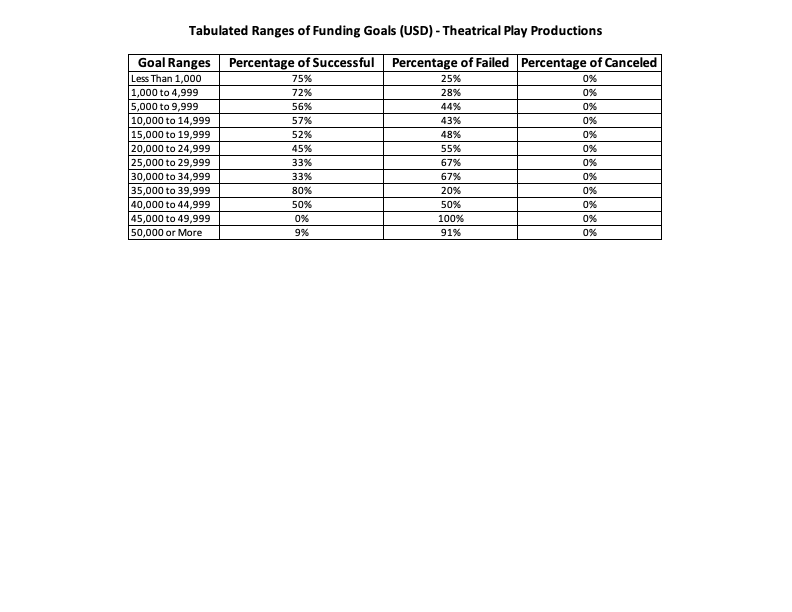 Tabulated Ranges of Funding Goals (USD) - Theatrical Play Productions
Goal Ranges Percentage of Successful Percentage of Failed Percentage of Canceled
Less Than 1,000 75% 25% 0%
1,000 to 4,999 72% 28% 0%
5,000 to 9,999 56% 44% 0%
10,000 to 14,999 57% 43% 0%
15,000 to 19,999 52% 48% 0%
20,000 to 24,999 45% 55% 0%
25,000 to 29,999 33% 67% 0%
30,000 to 34,999 33% 67% 0%
35,000 to 39,999 80% 20% 0%
40,000 to 44,999 50% 50% 0%
45,000 to 49,999 0% 100% 0%
50,000 or More 9% 91% 0%